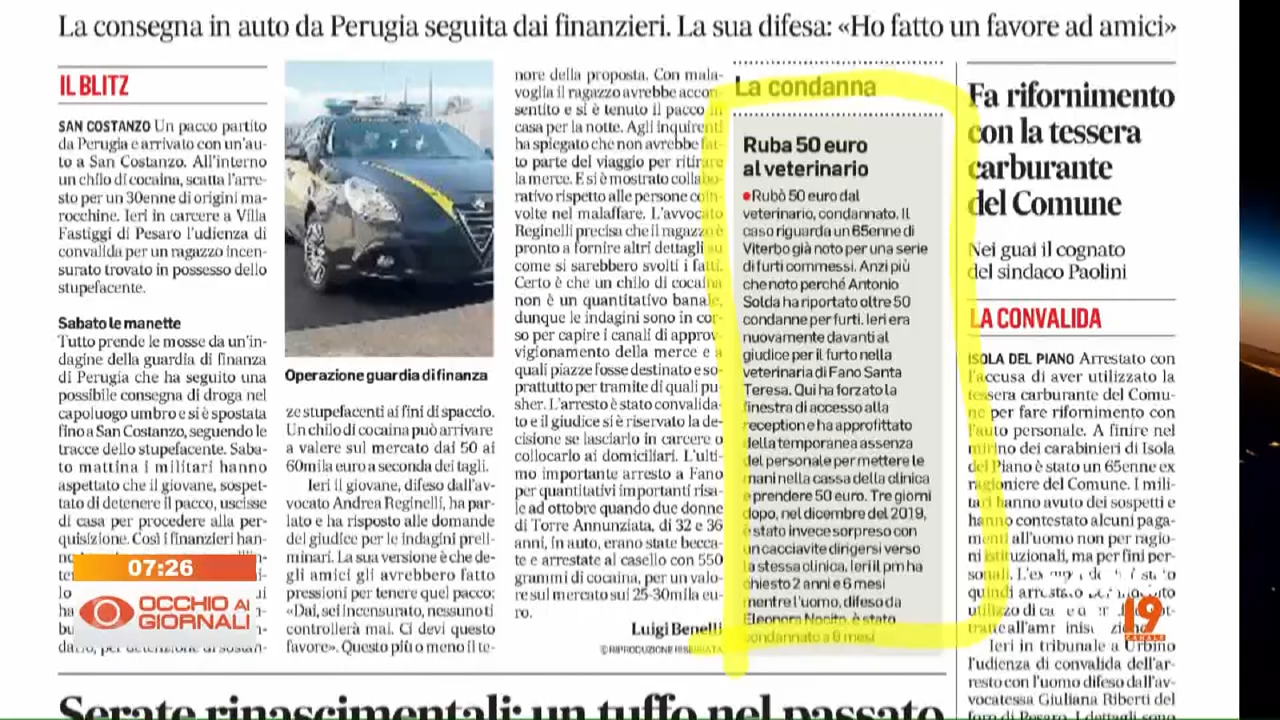 La consegna in auto da Perugia seguita dai finanzieri. La sua difesa: «Ho fatto un favore ad amici»
IL BLITZ
SAN COSTANZO Un pacco partito
da Perugia e arrivato con un'au-
to a San Costanzo. All'interno
un chilo di cocaina, scatta l'arre-
sto per un 30enne di origini ma-
rocchine. Ieri in carcere a Villa
Fastiggi di Pesaro l'udienza di
convalida per un ragazzo incen-
surato trovato in possesso dello
stupefacente.
Sabato le manette
Tutto prende le mosse da un'in-
dagine della guardia di finanza
di Perugia che ha seguito una
possibile consegna di droga nel
capoluogo umbro e si è spostata
fino a San Costanzo, seguendo le
tracce dello stupefacente. Saba-
to mattina i militari hanno
aspettato che il giovane, sospet-
tato di detenere il pacco, uscisse
di casa per procedere alla per-
quisizione. Così i finanzieri han-
Operazione guardia di finanza
ze stupefacenti ai fini di spaccio.
Un chilo di cocaina può arrivare
a valere sul mercato dai 50 ai
60mila euro a seconda dei tagli.
Ieri il giovane, difeso dall'av-
vocato Andrea Reginelli, ha par-
lato e ha risposto alle domande
del giudice per le indagini preli-
minari. La sua versione è che de-
gli amici gli avrebbero fatto
pressioni per tenere quel pacco:
«Dai, sei incensurato, nessuno ti
controllerà mai. Ci devi questo
favore». Questo più o meno il te-
nore della proposta. Con mala-
voglia il ragazzo avrebbe accon-
sentito e si è tenuto il pacco in
casa per la notte. Agli inquirenti
ha spiegato che non avrebbe fat-
to parte del viaggio per ritirare
la merce. E si è mostrato collabo-
rativo rispetto alle persone coin-
volte nel malaffare. L'avvocato
Reginelli precisa che il ragazzo è
pronto a fornire altri dettagli su
come si sarebbero svolti i fatti.
Certo è che un chilo di cocaina
non è un quantitativo banale,
dunque le indagini sono in cor-
so per capire i canali di approv-
vigionamento della merce e a
quali piazze fosse destinato e so-
prattutto per tramite di quali pu-
sher. L'arresto è stato convalida-
to e il giudice si è riservato la de-
cisione se lasciarlo in carcere o
collocarlo ai domiciliari. L'ulti-
mo importante arresto a Fano
per quantitativi importanti risa-
le ad ottobre quando due donne
di Torre Annunziata, di 32 e 36
anni, in auto, erano state becca-
te e arrestate al casello con 550
grammi di cocaina, per un valo-
re sul mercato sui 25-30mila eu-
ro.
Luigi Benelli
©RIPRODUZIONE RISERVATA
La condanna
Ruba 50 euro
al veterinario
Rubò 50 euro dal
veterinario, condannato. Il
caso riguarda un 65enne di
Viterbo già noto per una serie
di furti commessi. Anzi più
che noto perché Antonio
Solda ha riportato oltre 50
condanne per furti. Ieri era
nuovamente davanti al
giudice per il furto nella
veterinaria di Fano Santa
Teresa. Qui ha forzato la
finestra di accesso alla
reception e ha approfittato
della temporanea assenza
del personale per mettere le
mani nella cassa della clinica
e prendere 50 euro. Tre giorni
dopo, nel dicembre del 2019,
è stato invece sorpreso con
un cacciavite dirigersi verso
la stessa clinica. Ieri il pm ha
chiesto 2 anni e 6 mesi
mentre l'uomo, difeso da
Eleonora Nocito, è stato
condannato a 6 mesi
Fa rifornimento
con la tessera
carburante
del Comune
Nei guai il cognato
del sindaco Paolini
LA CONVALIDA
ISOLA DEL PIANO Arrestato con
l'accusa di aver utilizzato la
tessera carburante del Comu-
ne per fare rifornimento con
l'auto personale. A finire nel
mirino dei carabinieri di Isola
del Piano è stato un 65enne ex
ragioniere del Comune. I mili-
tari hanno avuto dei sospetti e
hanno contestato alcuni paga-
menti all'uomo non per ragio-
ni istituzionali, ma per fini per-
sonali.
quindi
Ieri in tribunale a Urbino
l'udienza di convalida dell'ar-
resto con l'uomo difeso dall'av-
vocatessa Giuliana Riberti del
foro di Pesaro. I dettagli sono
07:26
OCCHIO AI
GIORNALI
19
CANALE
Serate rinascimentali: un tuffo nel passato